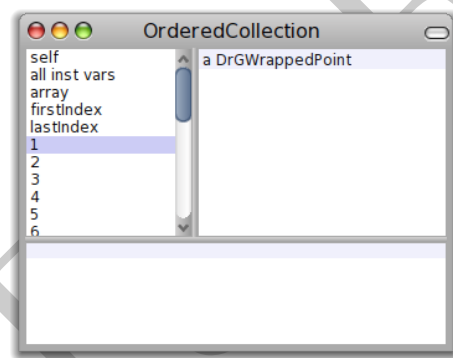 OrderedCollection
self
all inst vars
array
firstIndex
lastIndex
1
2
3
4
5
6
a DrGWrappedPoint